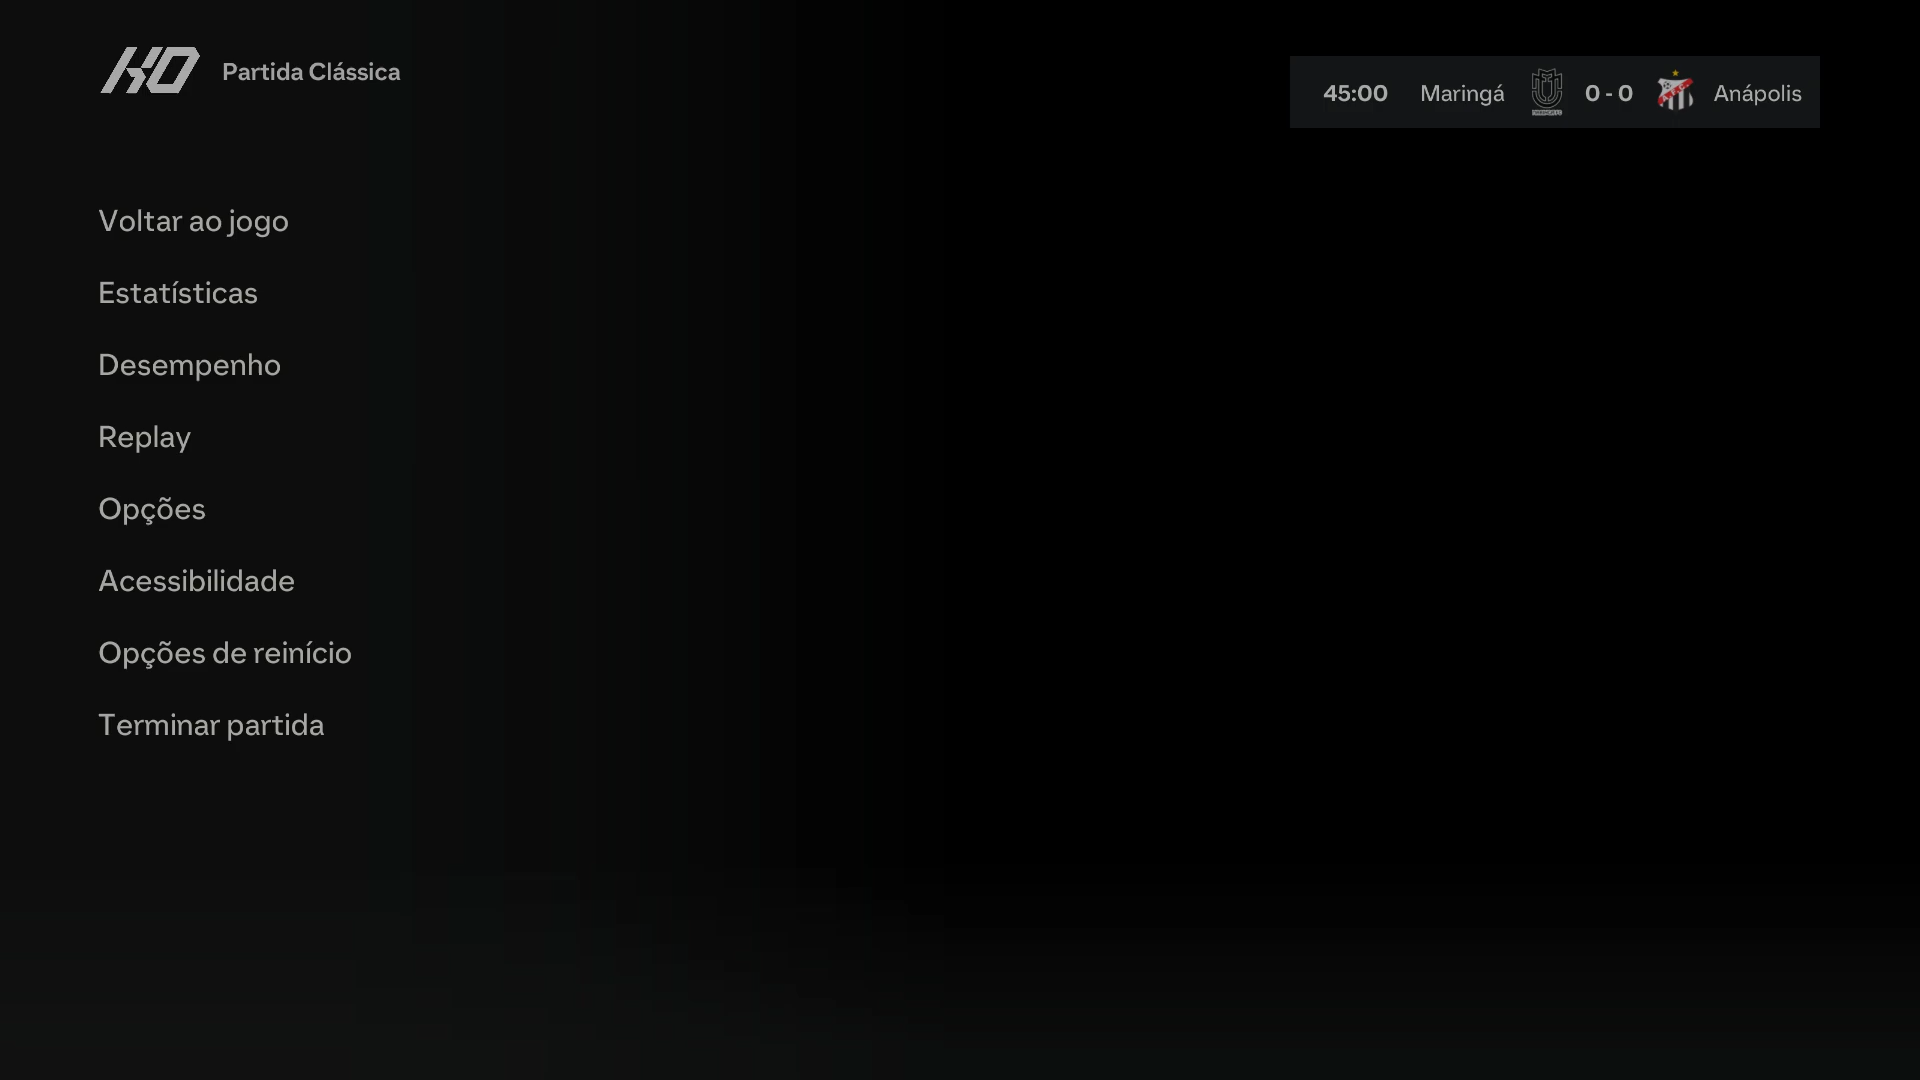 KO Partida Clássica
45:00 Maringá 0 - 0 Anápolis
Voltar ao jogo
Estatísticas
Desempenho
Replay
Opções
Acessibilidade
Opções de reinício
Terminar partida